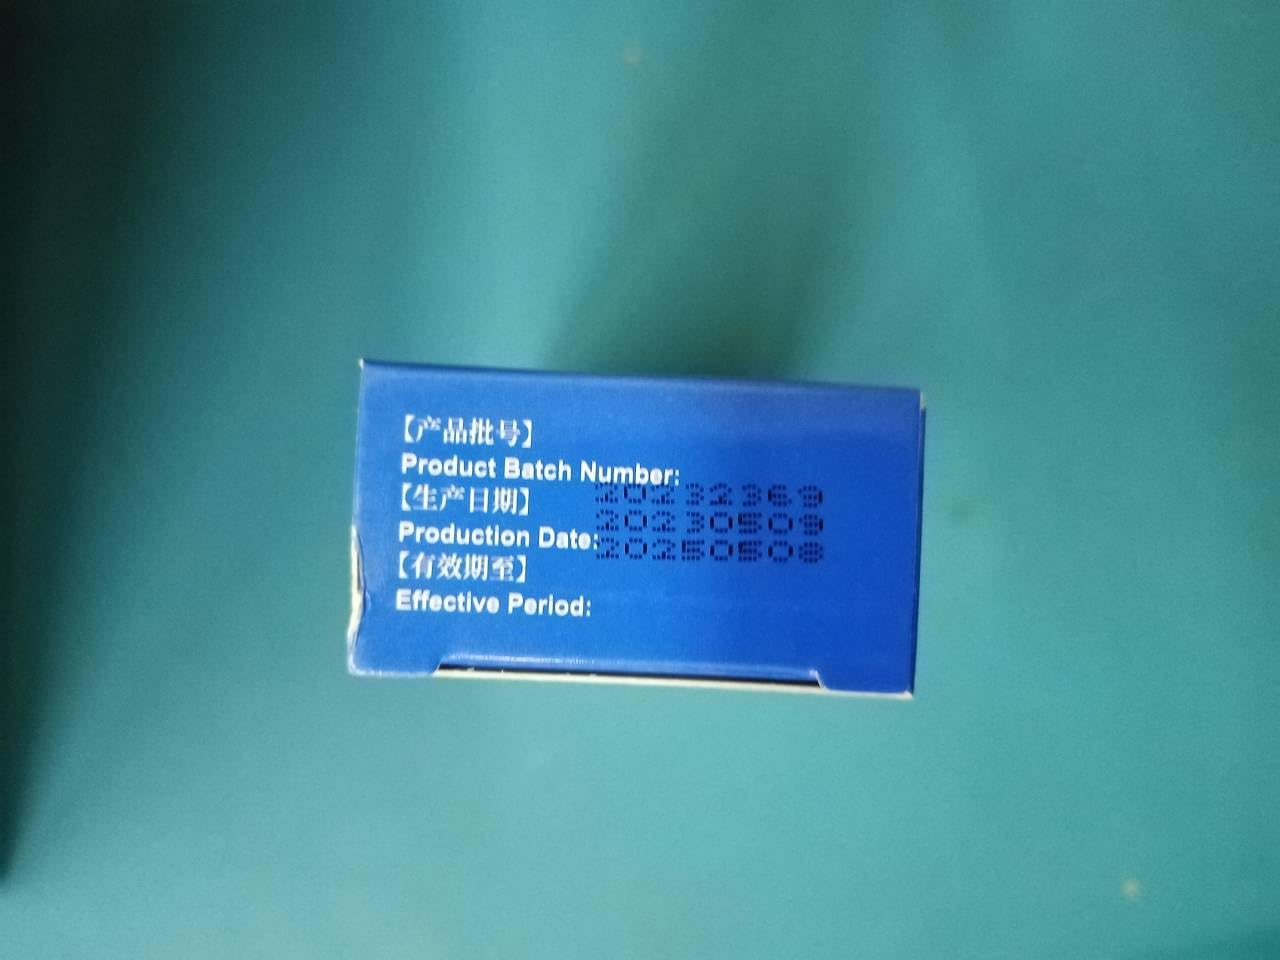 【产品批号】
Product Batch Number:
20232369
【生产日期】
20230509
Production Date:
20250508
【有效期至】
Effective Period: